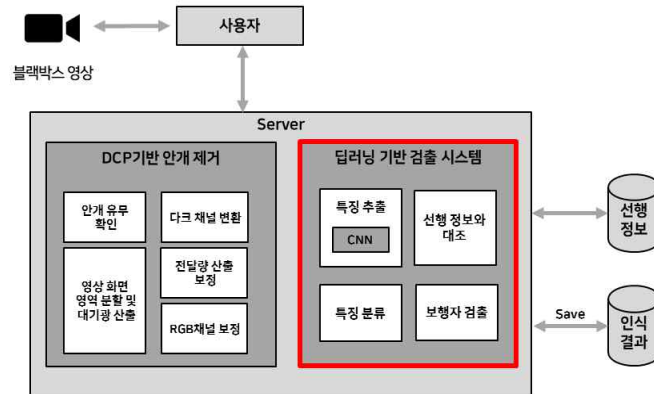 사용자
블랙박스 영상
Server
DCP기반 안개 제거
안개 유무
확인
다크 채널 변환
영상 화면
영역 분할 및
대기광 산출
전달량 산출
보정
RGB채널 보정
딥러닝 기반 검출 시스템
특징 추출
CNN
선행 정보와
대조
특징 분류
보행자 검출
선행
정보
Save
인식
결과